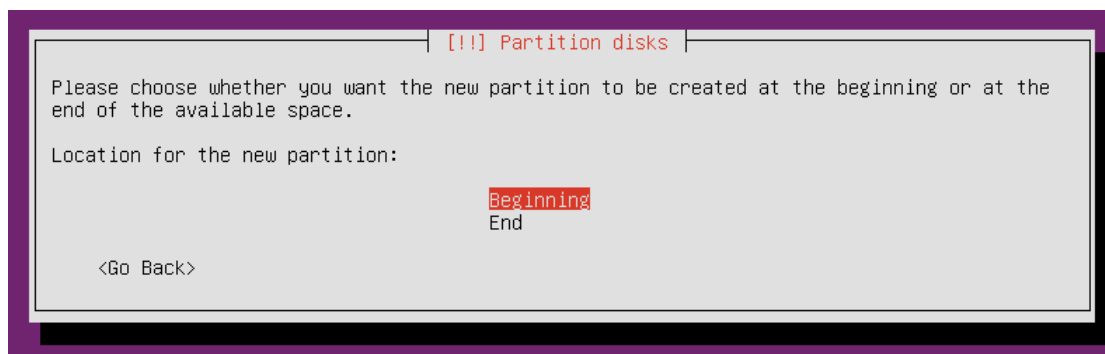 [!!] Partition disks
Please choose whether you want the new partition to be created at the beginning or at the
end of the available space.
Location for the new partition:
Beginning
End
<Go Back>